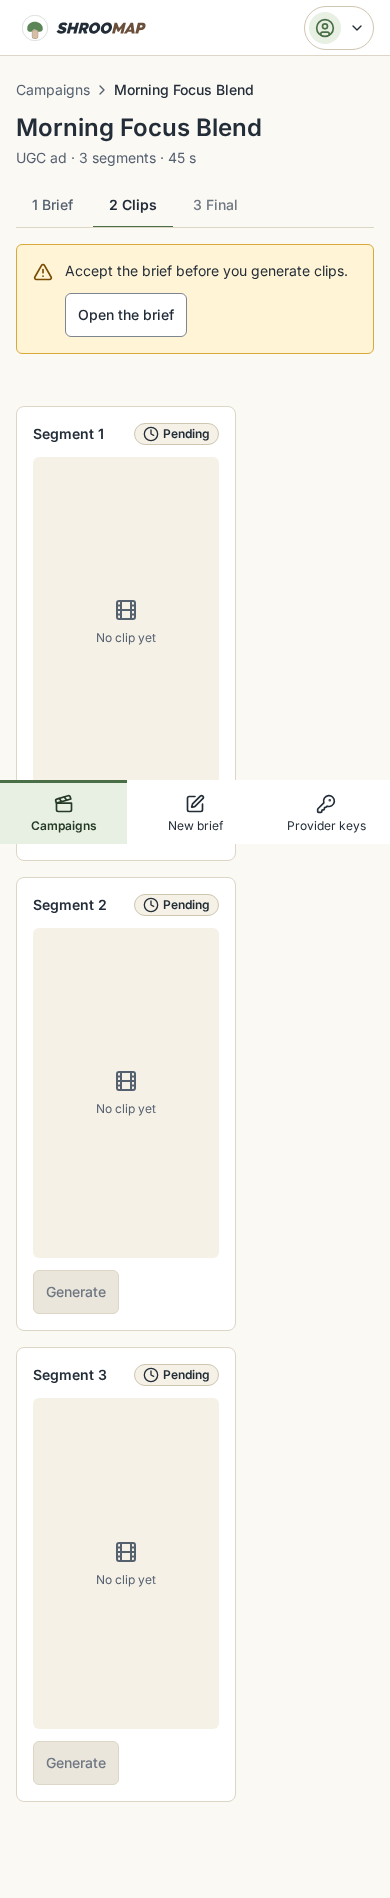 SHROOMAP
Campaigns > Morning Focus Blend
Morning Focus Blend
UGC ad · 3 segments · 45 s
1 Brief 2 Clips 3 Final
Accept the brief before you generate clips.
Open the brief
Segment 1 Pending
No clip yet
Campaigns New brief Provider keys
Segment 2 Pending
No clip yet
Generate
Segment 3 Pending
No clip yet
Generate